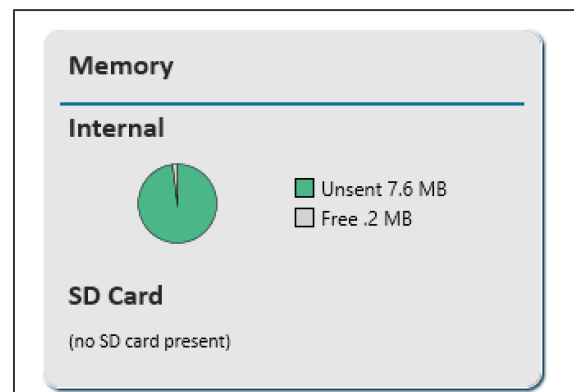 Memory
Internal
Unsent 7.6 MB
Free .2 MB
SD Card
(no SD card present)